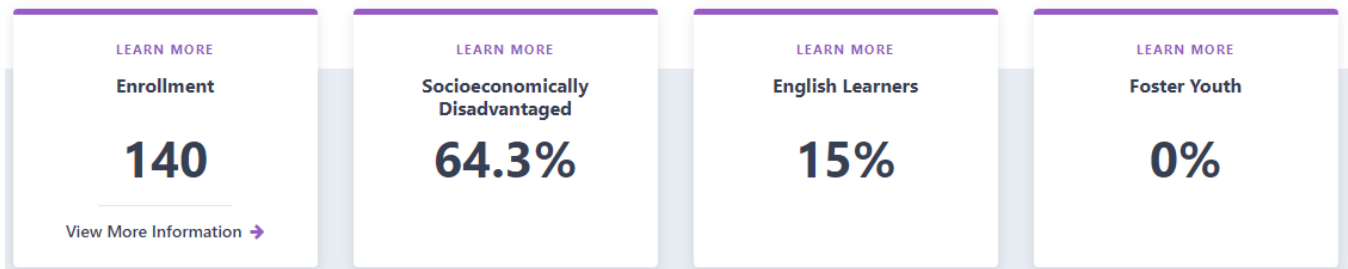 LEARN MORE
Enrollment
140
View More Information
LEARN MORE
Socioeconomically
Disadvantaged
64.3%
LEARN MORE
English Learners
15%
LEARN MORE
Foster Youth
0%